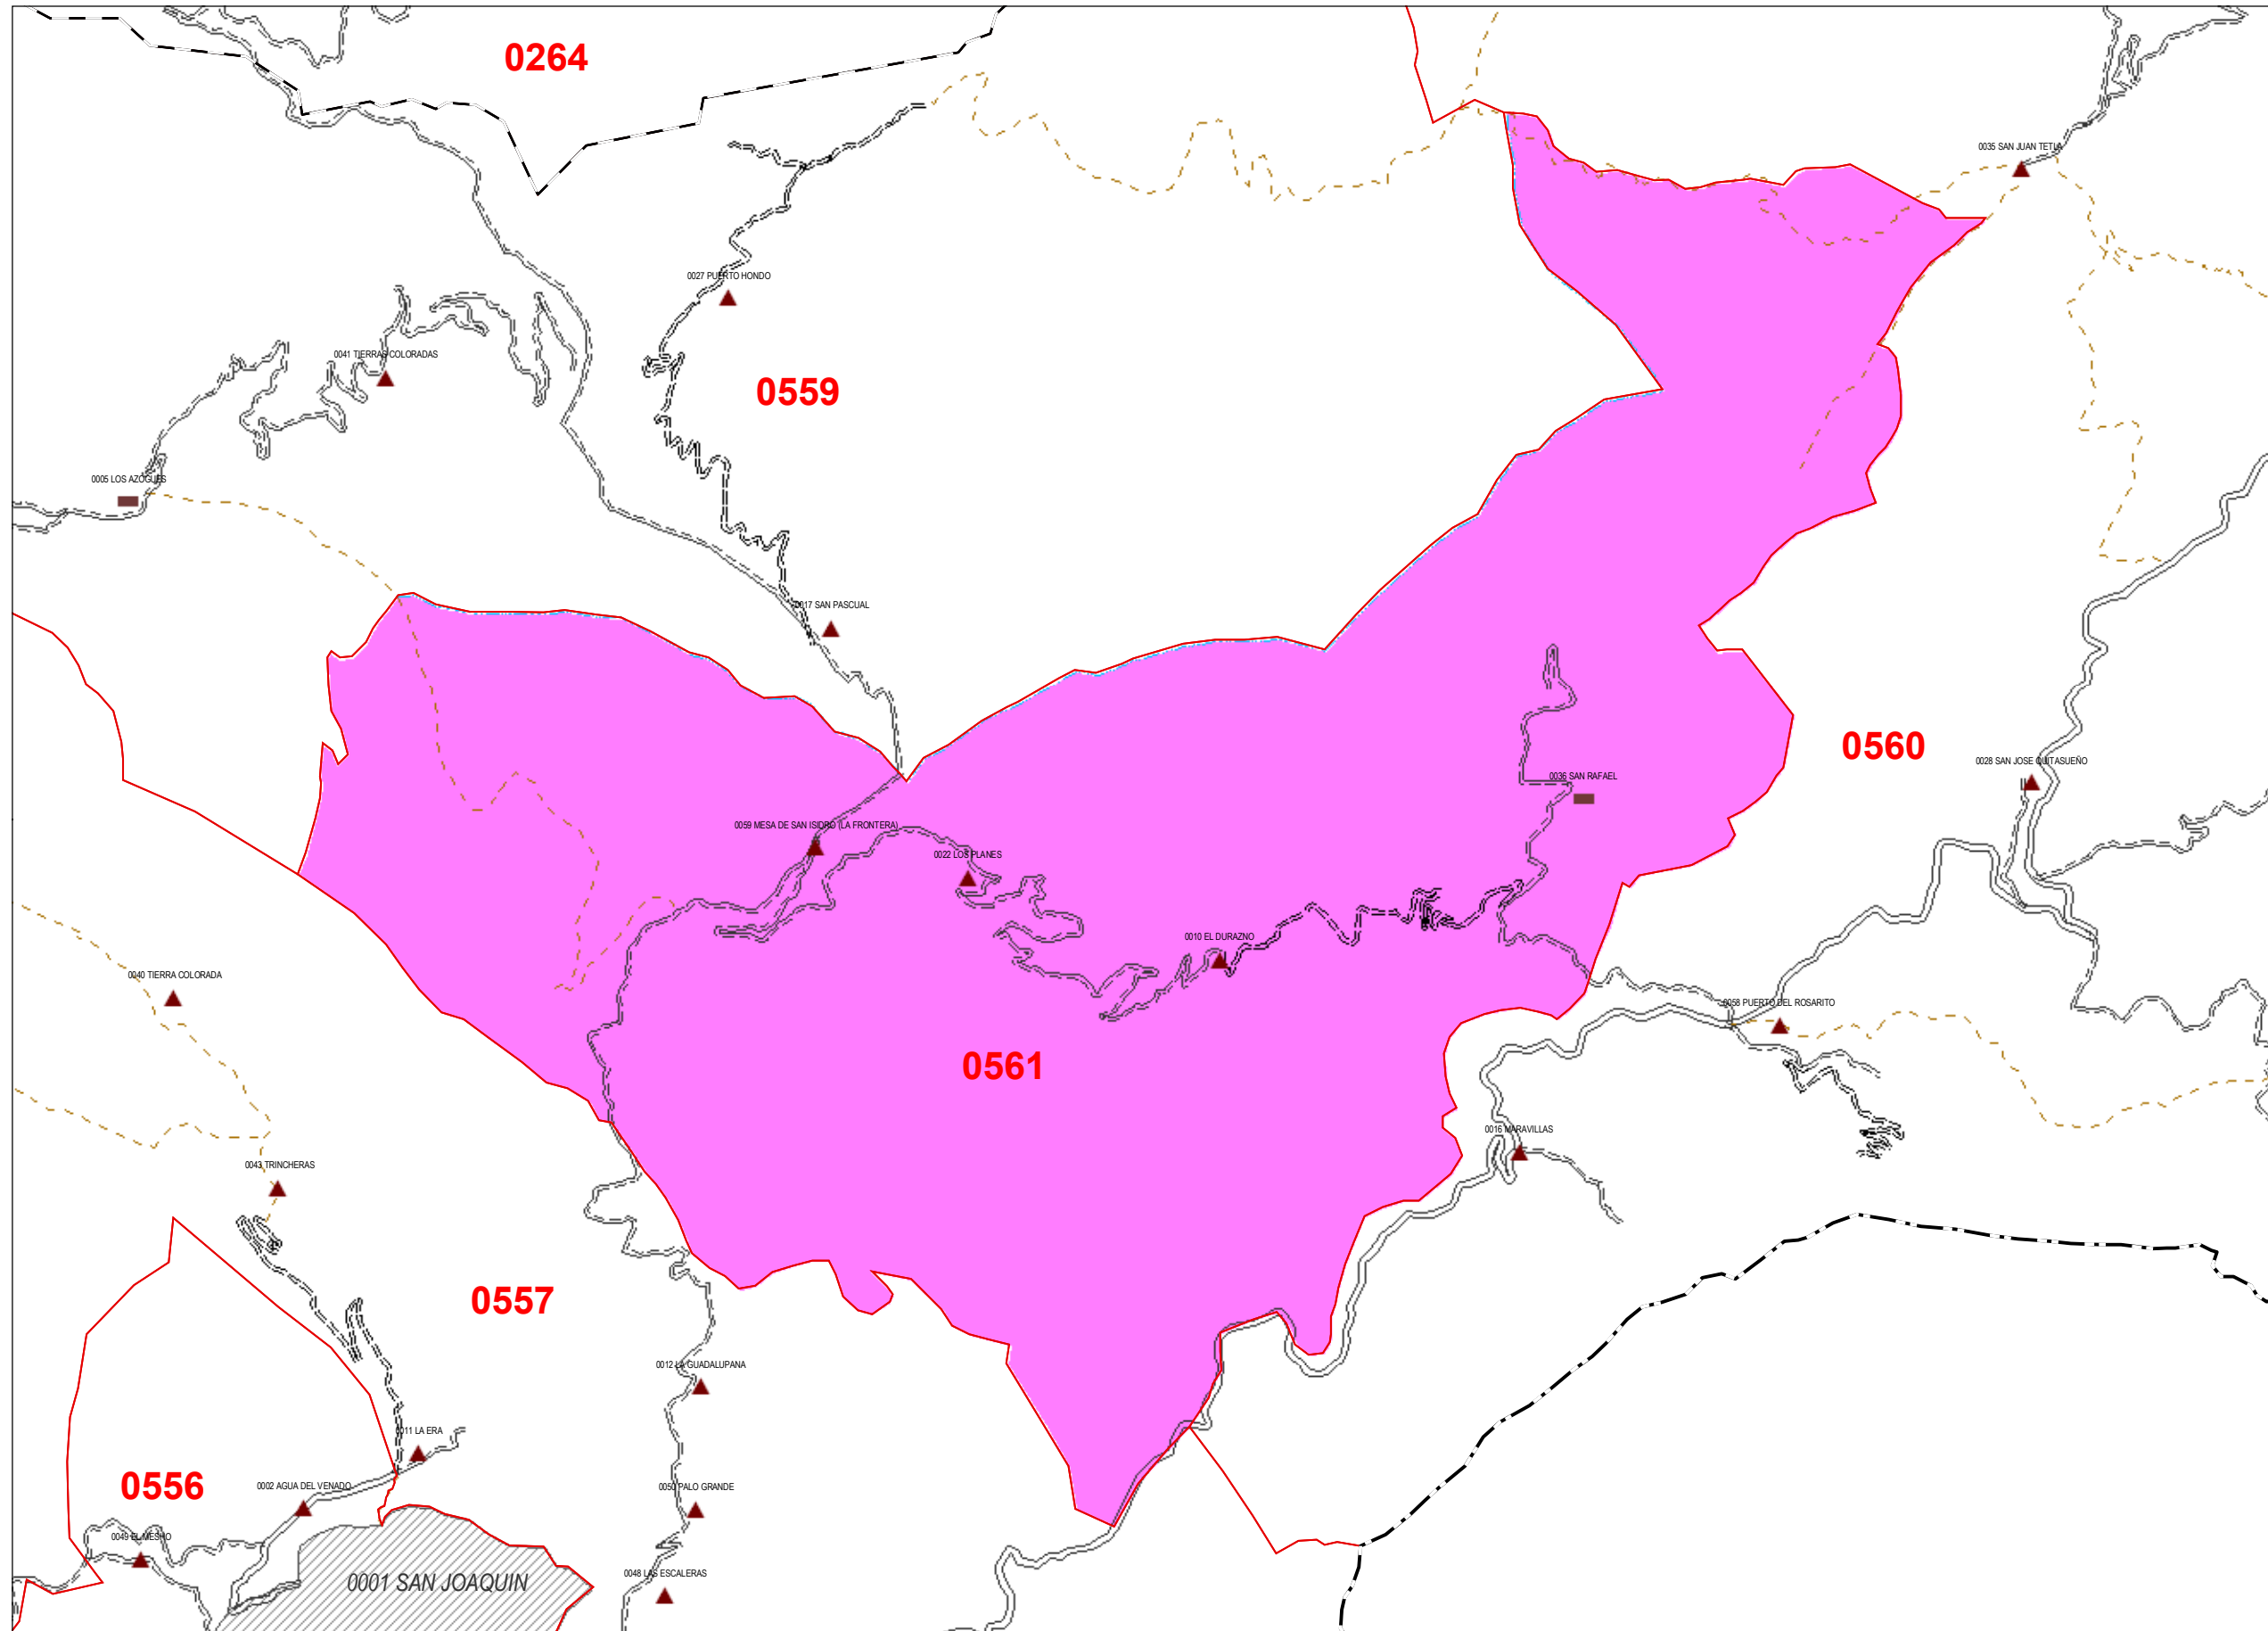 0264
0035 SAN JUAN TETLA
0027 PUERTO HONDO
0041 TIERRAS COLORADAS
0559
0005 LOS AZOGUES
0017 SAN PASCUAL
0560
0028 SAN JOSE QUITASUEÑO
0036 SAN RAFAEL
0059 MESA DE SAN ISIDRO (LA FRONTERA)
0022 LOS PLANES
0010 EL DURAZNO
0040 TIERRA COLORADA
0058 PUERTO DEL ROSARITO
0561
0016 MARAVILLAS
0043 TRINCHERAS
0557
0012 LA GUADALUPANA
0011 LA ERA
0556
0002 AGUA DEL VENADO
0050 PALO GRANDE
0049 EL MESHO
0048 LAS ESCALERAS
0001 SAN JOAQUIN